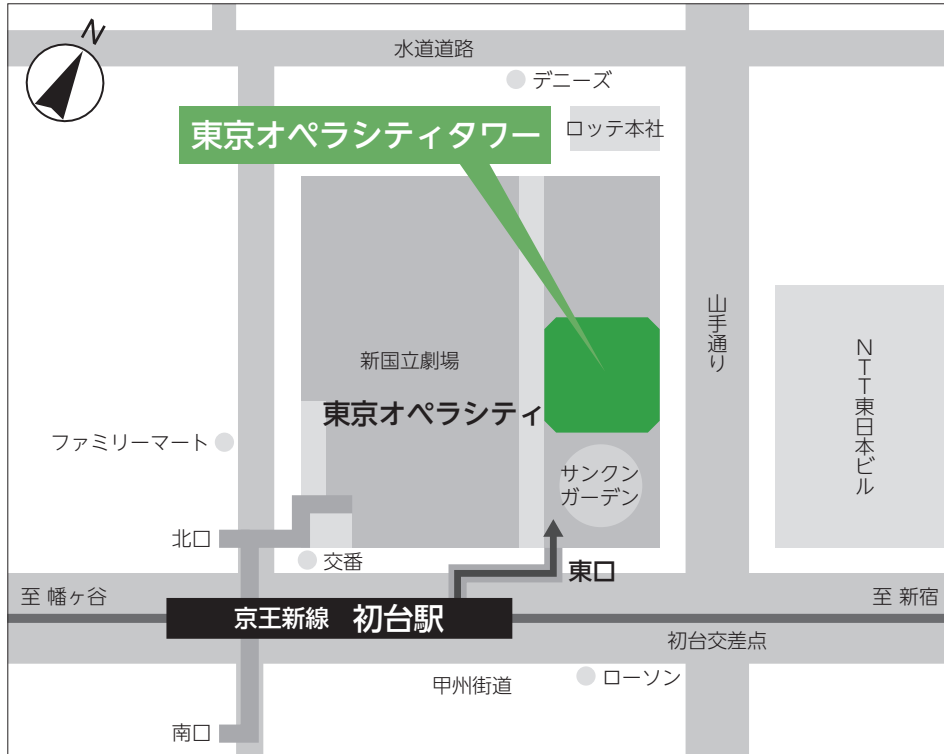 N
水道道路
デニーズ
東京オペラシティタワー
ロッテ本社
山手通り
新国立劇場
東京オペラシティ
NTT東日本ビル
ファミリーマート
サンクン
ガーデン
北口
交番
東口
至 幡ヶ谷
至 新宿
京王新線 初台駅
初台交差点
甲州街道
ローソン
南口